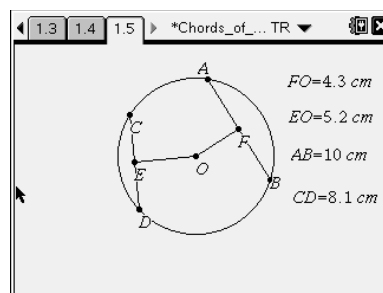 1.3 1.4 1.5 *Chords_of_... TR
A
FO=4.3 cm
C
EO=5.2 cm
F
AB=10 cm
E
O
B
CD=8.1 cm
D